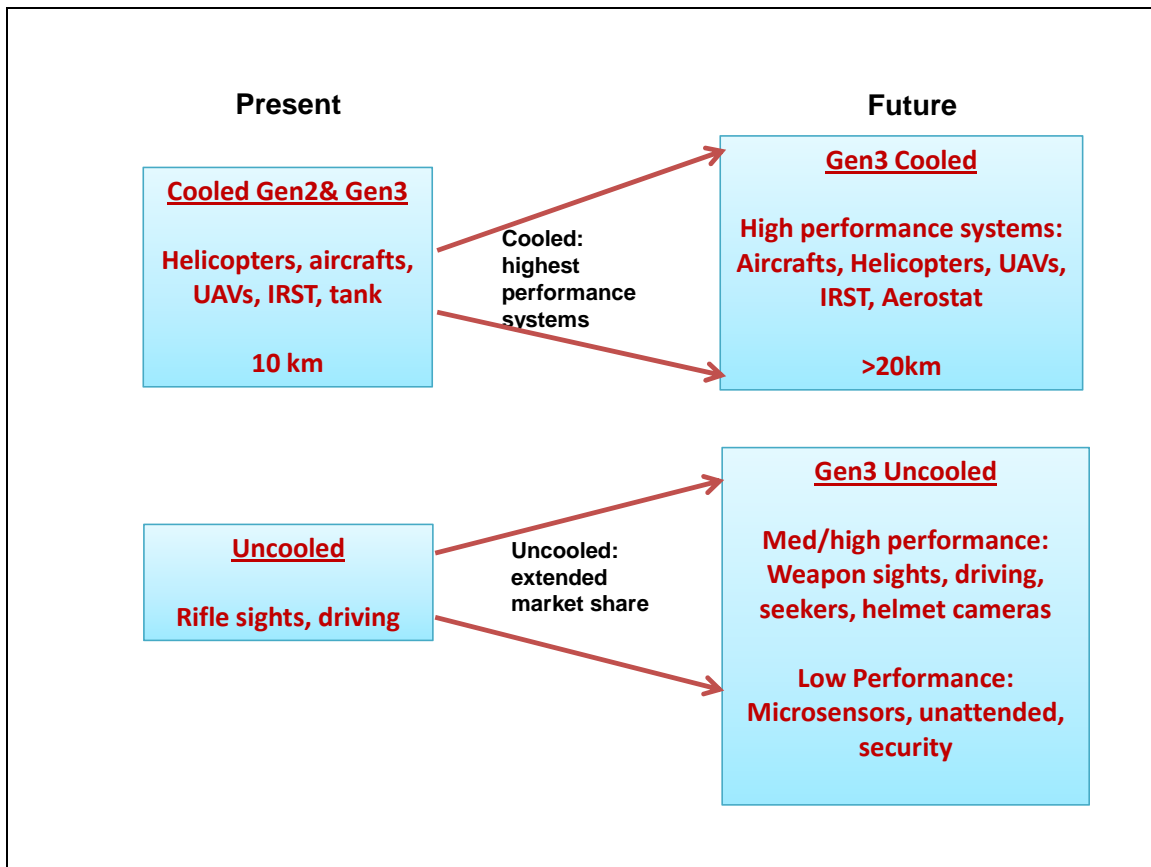 Present
Future
Cooled Gen2& Gen3
Helicopters, aircrafts,
UAVs, IRST, tank
10 km
Cooled:
highest
performance
systems
Gen3 Cooled
High performance systems:
Aircrafts, Helicopters, UAVs,
IRST, Aerostat
>20km
Uncooled
Rifle sights, driving
Uncooled:
extended
market share
Gen3 Uncooled
Med/high performance:
Weapon sights, driving,
seekers, helmet cameras
Low Performance:
Microsensors, unattended,
security